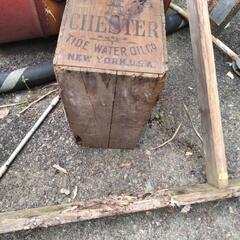 CHESTER
TIDE WATER OIL CO.
NEW YORK, U.S.A.